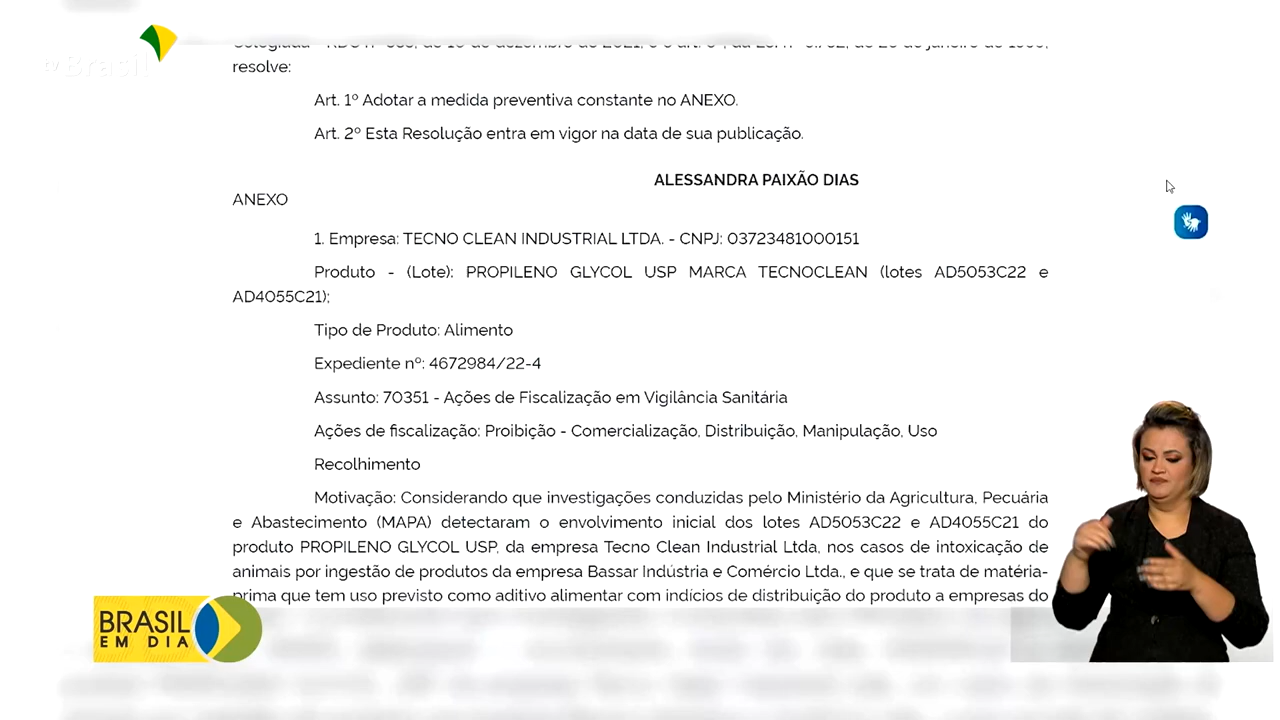 tv Brasil
resolve:
Art. 1º Adotar a medida preventiva constante no ANEXO.
Art. 2º Esta Resolução entra em vigor na data de sua publicação.
ALESSANDRA PAIXÃO DIAS
ANEXO
1. Empresa: TECNO CLEAN INDUSTRIAL LTDA. - CNPJ: 03723481000151
Produto - (Lote): PROPILENO GLYCOL USP MARCA TECNOCLEAN (lotes AD5053C22 e
AD4055C21);
Tipo de Produto: Alimento
Expediente nº: 4672984/22-4
Assunto: 70351 - Ações de Fiscalização em Vigilância Sanitária
Ações de fiscalização: Proibição - Comercialização, Distribuição, Manipulação, Uso
Recolhimento
Motivação: Considerando que investigações conduzidas pelo Ministério da Agricultura, Pecuária
e Abastecimento (MAPA) detectaram o envolvimento inicial dos lotes AD5053C22 e AD4055C21 do
produto PROPILENO GLYCOL USP, da empresa Tecno Clean Industrial Ltda, nos casos de intoxicação de
animais por ingestão de produtos da empresa Bassar Indústria e Comércio Ltda., e que se trata de matéria-
prima que tem uso previsto como aditivo alimentar com indícios de distribuição do produto a empresas do
BRASIL
EM DIA